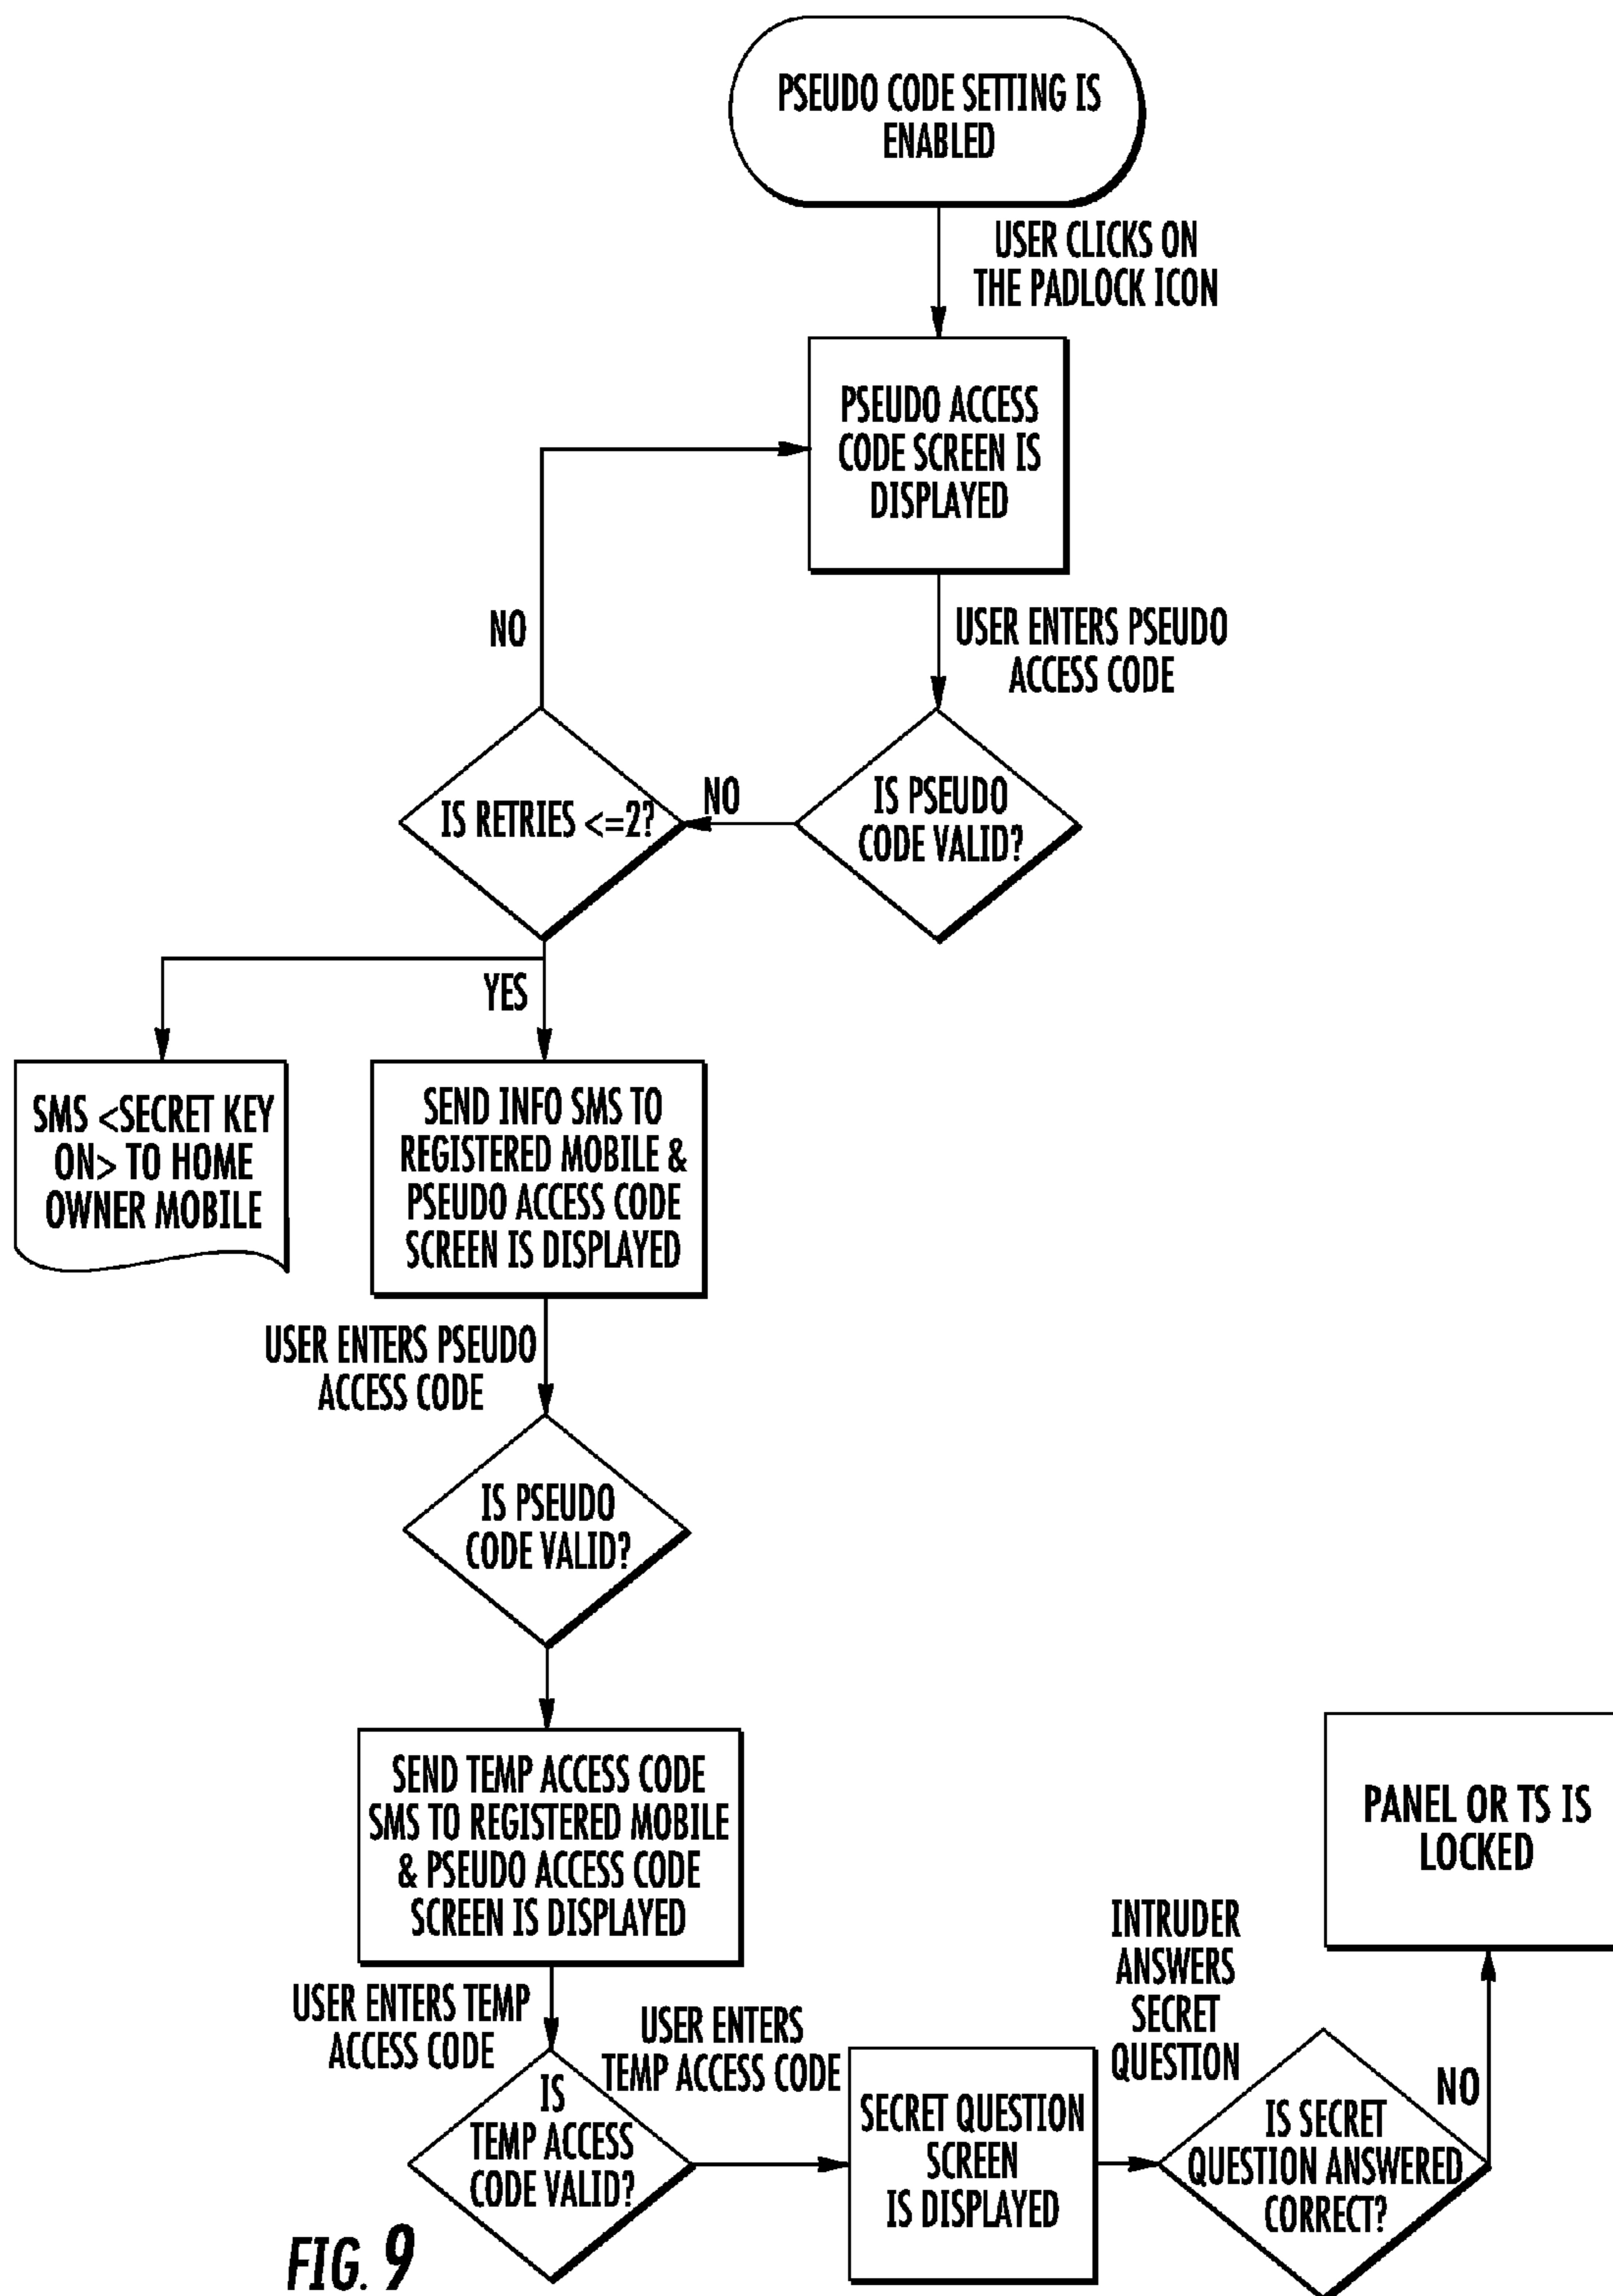 PSEUDO CODE SETTING IS
ENABLED
USER CLICKS ON
THE PADLOCK ICON
PSEUDO ACCESS
CODE SCREEN IS
DISPLAYED
NO
USER ENTERS PSEUDO
ACCESS CODE
IS RETRIES <=2?
NO
IS PSEUDO
CODE VALID?
YES
SMS <SECRET KEY
ON> TO HOME
OWNER MOBILE
SEND INFO SMS TO
REGISTERED MOBILE &
PSEUDO ACCESS CODE
SCREEN IS DISPLAYED
USER ENTERS PSEUDO
ACCESS CODE
IS PSEUDO
CODE VALID?
SEND TEMP ACCESS CODE
SMS TO REGISTERED MOBILE
& PSEUDO ACCESS CODE
SCREEN IS DISPLAYED
USER ENTERS TEMP
ACCESS CODE
IS
TEMP ACCESS
CODE VALID?
USER ENTERS
TEMP ACCESS CODE
SECRET QUESTION
SCREEN
IS DISPLAYED
INTRUDER
ANSWERS
SECRET
QUESTION
IS SECRET
QUESTION ANSWERED
CORRECT?
NO
PANEL OR TS IS
LOCKED
FIG. 9